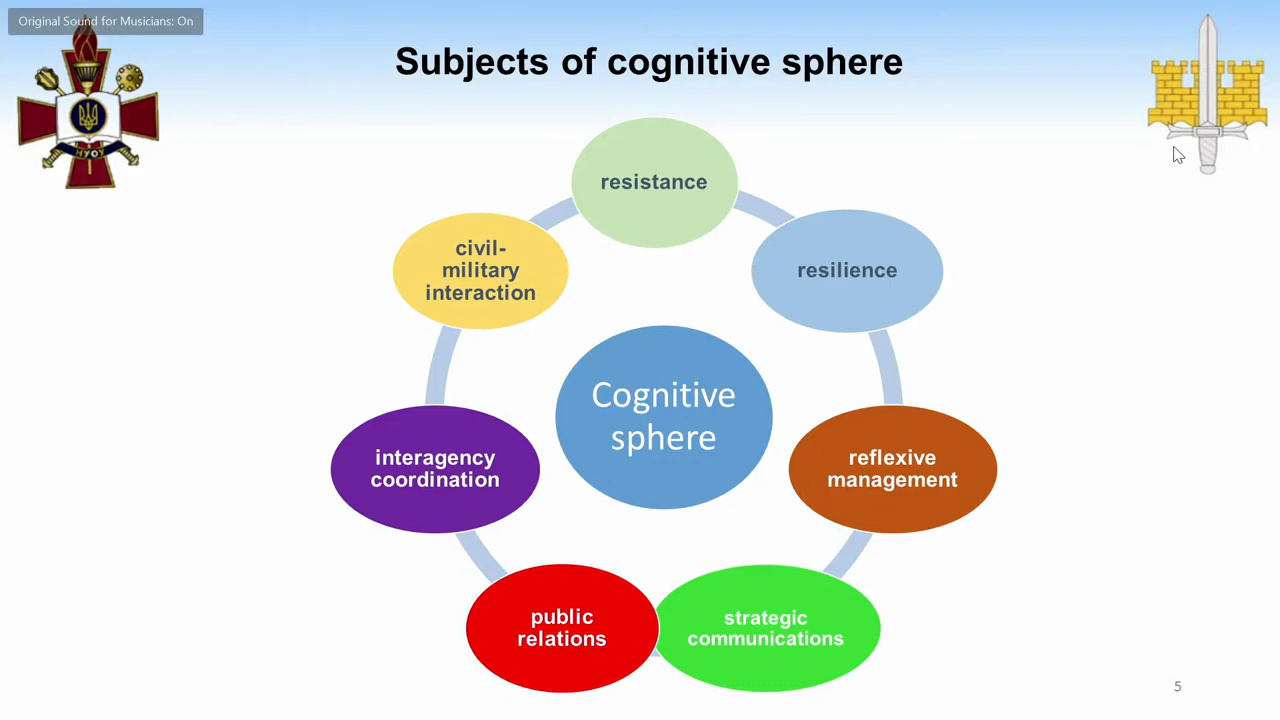 Original Sound for Musicians: On
Subjects of cognitive sphere
resistance
resilience
reflexive
management
strategic
communications
public
relations
interagency
coordination
civil-
military
interaction
Cognitive
sphere
НУОУ
5